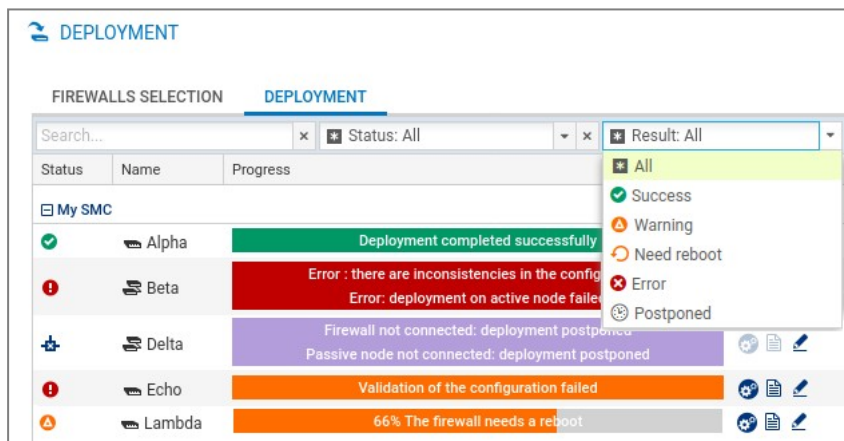 DEPLOYMENT
FIREWALLS SELECTION DEPLOYMENT
Search... Status: All Result: All
Status Name Progress
All
Success
Warning
Need reboot
Error
Postponed
My SMC
Alpha Deployment completed successfully
Beta Error : there are inconsistencies in the
Error: deployment on active node
Delta Firewall not connected: deployment postponed
Passive node not connected: deployment postponed
Echo Validation of the configuration failed
Lambda 66% The firewall needs a reboot